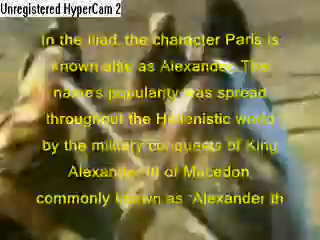 Unregistered HyperCam 2
In the Iliad, the character Paris is
known as Alexander. The
name's popularity was spread
throughout the Hellenistic world
by the military conquests of King
Alexander III of Macedon,
commonly known as "Alexander th